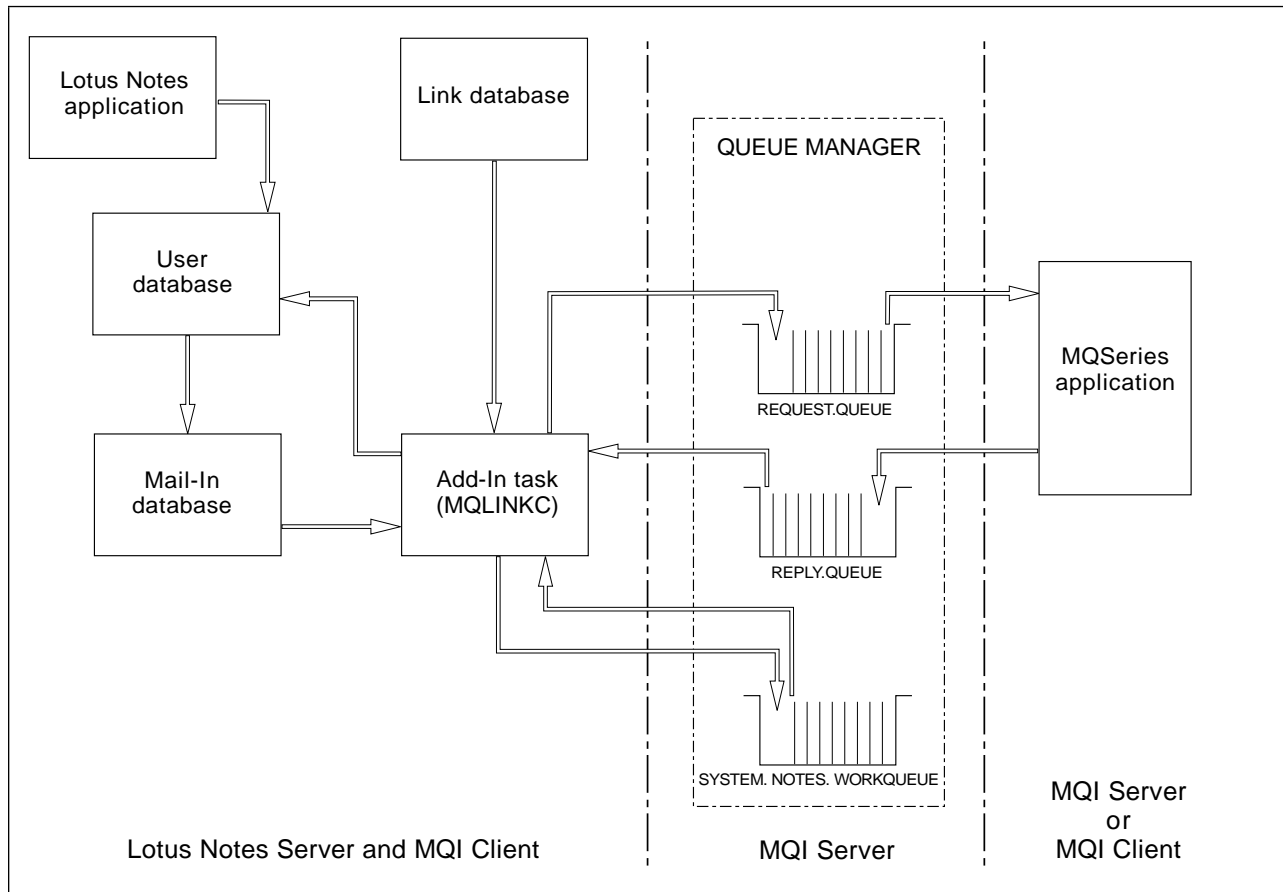 Lotus Notes
application
Link database
QUEUE MANAGER
User
database
MQSeries
application
REQUEST.QUEUE
Mail-In
database
Add-In task
(MQLINKC)
REPLY.QUEUE
SYSTEM. NOTES. WORKQUEUE
Lotus Notes Server and MQI Client
MQI Server
MQI Server
or
MQI Client